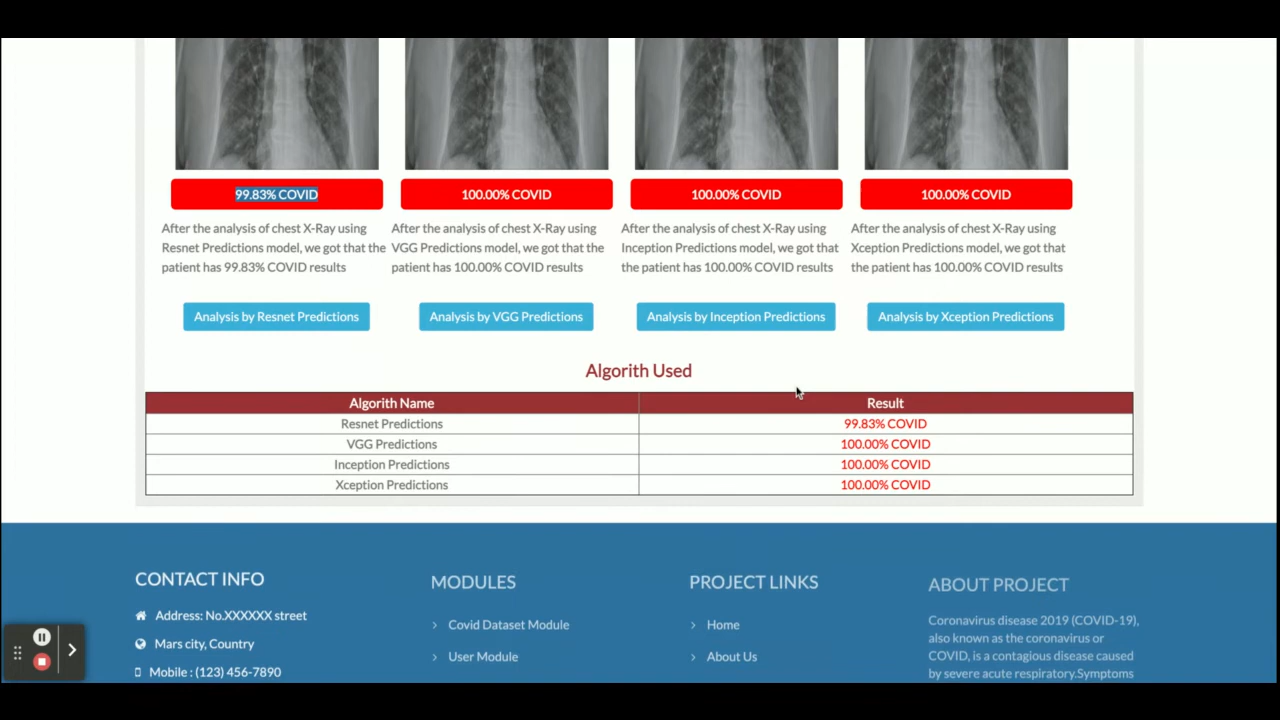 99.83% COVID
100.00% COVID
100.00% COVID
100.00% COVID
After the analysis of chest X-Ray using
Resnet Predictions model, we got that the
patient has 99.83% COVID results
After the analysis of chest X-Ray using
VGG Predictions model, we got that the
patient has 100.00% COVID results
After the analysis of chest X-Ray using
Inception Predictions model, we got that
the patient has 100.00% COVID results
After the analysis of chest X-Ray using
Xception Predictions model, we got that
the patient has 100.00% COVID results
Analysis by Resnet Predictions
Analysis by VGG Predictions
Analysis by Inception Predictions
Analysis by Xception Predictions
Algorith Used
Algorith Name Result
Resnet Predictions 99.83% COVID
VGG Predictions 100.00% COVID
Inception Predictions 100.00% COVID
Xception Predictions 100.00% COVID
CONTACT INFO
Address: No.XXXXXX street
Mars city, Country
Mobile : (123) 456-7890
MODULES
Covid Dataset Module
User Module
PROJECT LINKS
Home
About Us
ABOUT PROJECT
Coronavirus disease 2019 (COVID-19),
also known as the coronavirus or
COVID, is a contagious disease caused
by severe acute respiratory.Symptoms